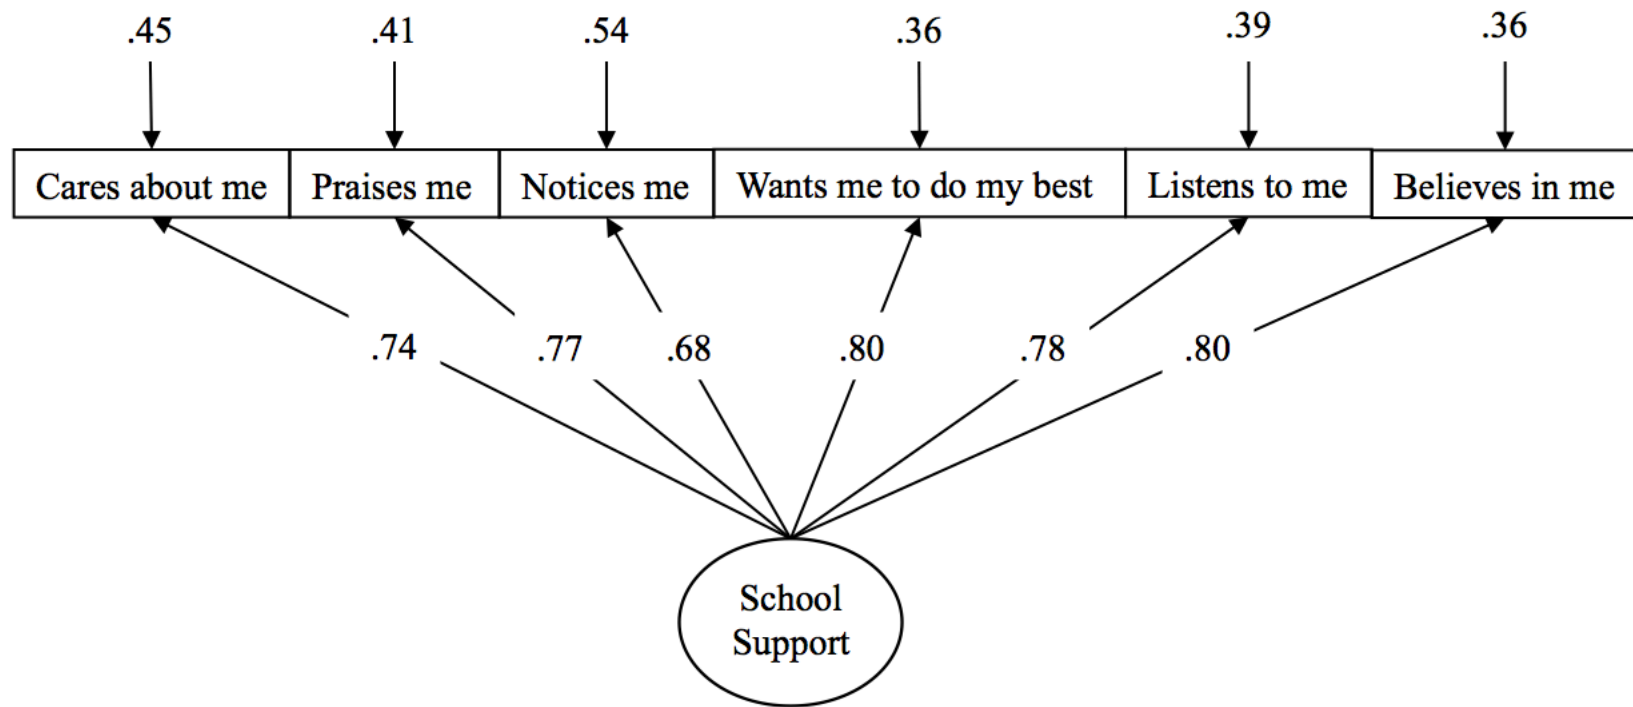 .45 .41 .54 .36 .39 .36
Cares about me Praises me Notices me Wants me to do my best Listens to me Believes in me
.74 .77 .68 .80 .78 .80
School
Support